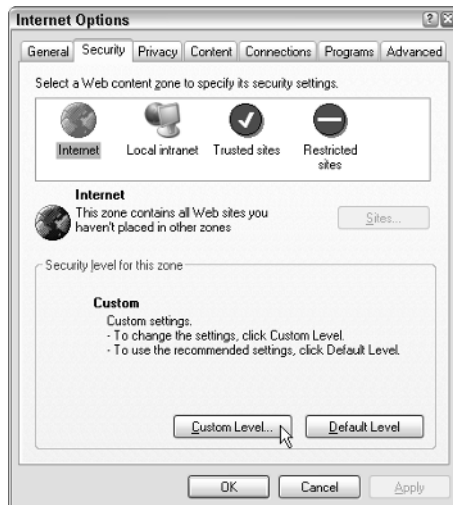 Internet Options
General Security Privacy Content Connections Programs Advanced
Select a Web content zone to specify its security settings.
Internet Local intranet Trusted sites Restricted
sites
Internet
This zone contains all Web sites you
haven't placed in other zones
Sites...
Security level for this zone
Custom
Custom settings.
- To change the settings, click Custom Level.
- To use the recommended settings, click Default Level.
Custom Level... Default Level
OK Cancel Apply